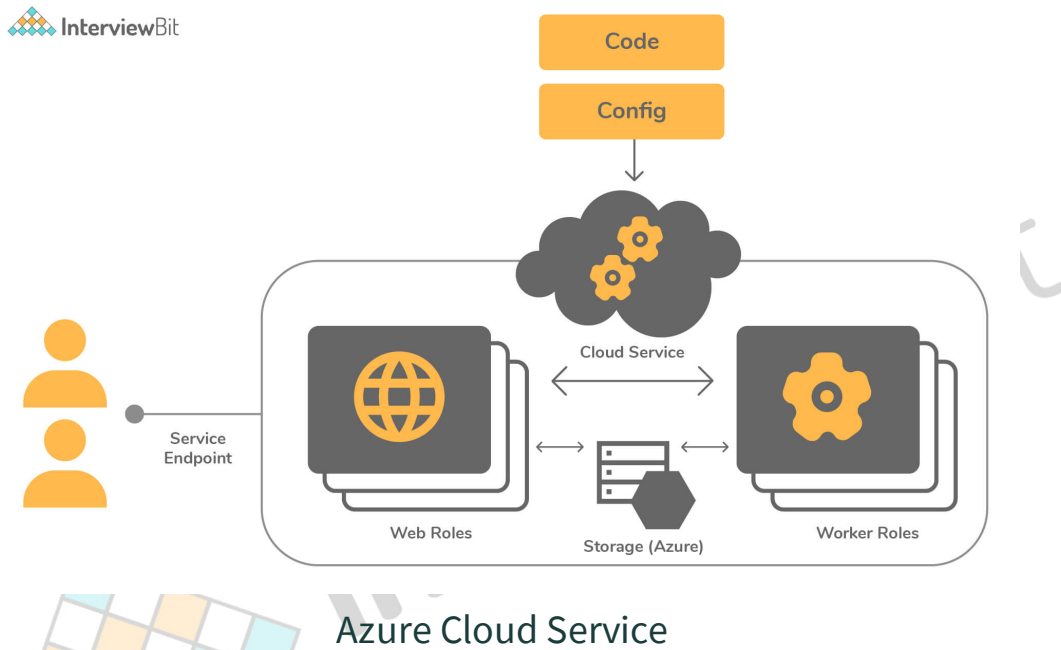 InterviewBit
Code
Config
Cloud Service
Service
Endpoint
Web Roles
Storage (Azure)
Worker Roles
Azure Cloud Service